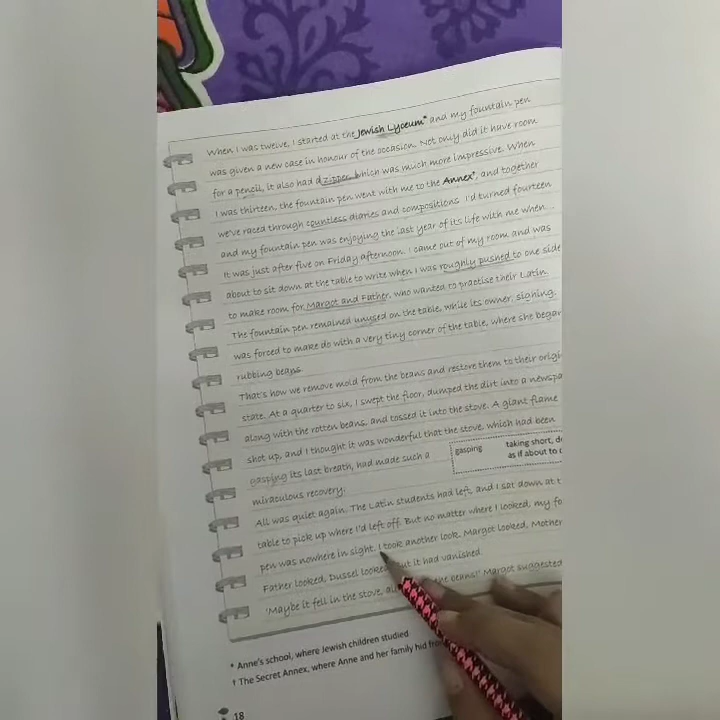 When I was twelve, I started at the Jewish Lyceum* and my fountain pen
was given a new case in honour of the occasion. Not only did it have room
for a pencil, it also had a zipper, which was much more impressive. When
I was thirteen, the fountain pen went with me to the Annex†, and together
we've raced through countless diaries and compositions. I'd turned fourteen
and my fountain pen was enjoying the last year of its life with me when...
It was just after five on Friday afternoon. I came out of my room and was
about to sit down at the table to write when I was roughly pushed to one side
to make room for Margot and Father, who wanted to practise their Latin.
The fountain pen remained unused on the table, while its owner, sighing,
was forced to make do with a very tiny corner of the table, where she began
rubbing beans.
That's how we remove mold from the beans and restore them to their
state. At a quarter to six, I swept the floor, dumped the dirt into a
along with the rotten beans, and tossed it into the stove. A giant flame
shot up, and I thought it was wonderful that the stove, which had been
gasping its last breath, had made such a
miraculous recovery.
gasping taking short,
as if about to
All was quiet again. The Latin students had left, and I sat down at
table to pick up where I'd left off. But no matter where I looked, my
pen was nowhere in sight. I took another look. Margot looked, Mother
Father looked, Dussel looked but it had vanished.
'Maybe it fell in the stove, the beans!' Margot suggested
* Anne's school, where Jewish children studied
† The Secret Annex, where Anne and her family hid
18